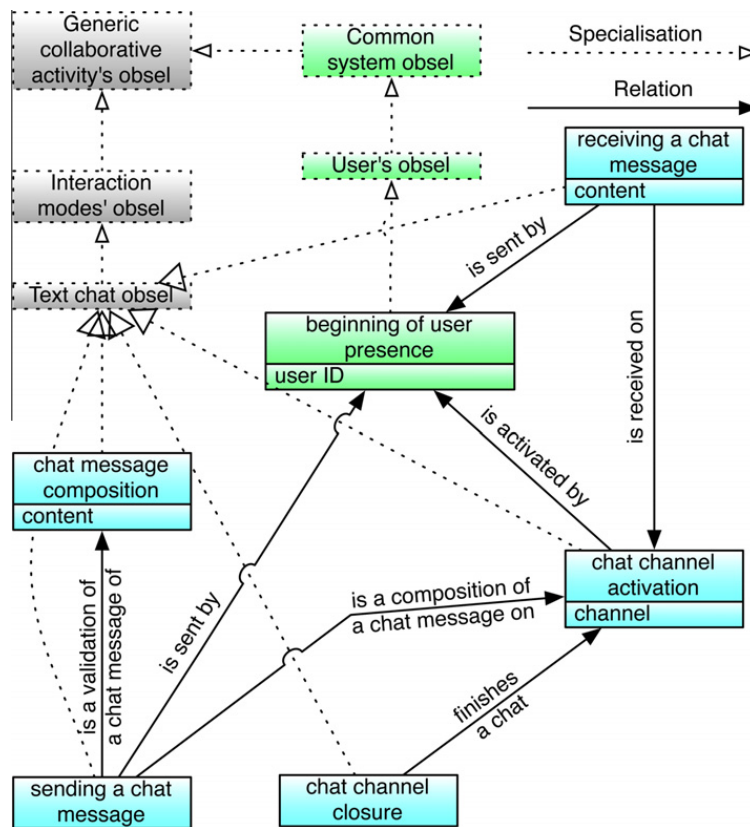 Generic
collaborative
activity's obsel
Common
system obsel
Specialisation
Relation
receiving a chat
message
content
User's obsel
Interaction
modes' obsel
is sent by
Text chat obsel
beginning of user
presence
user ID
is received on
is activated by
chat message
composition
content
chat channel
activation
channel
is a composition of
a chat message on
is sent by
is a validation of
a chat message of
finishes
a chat
sending a chat
message
chat channel
closure